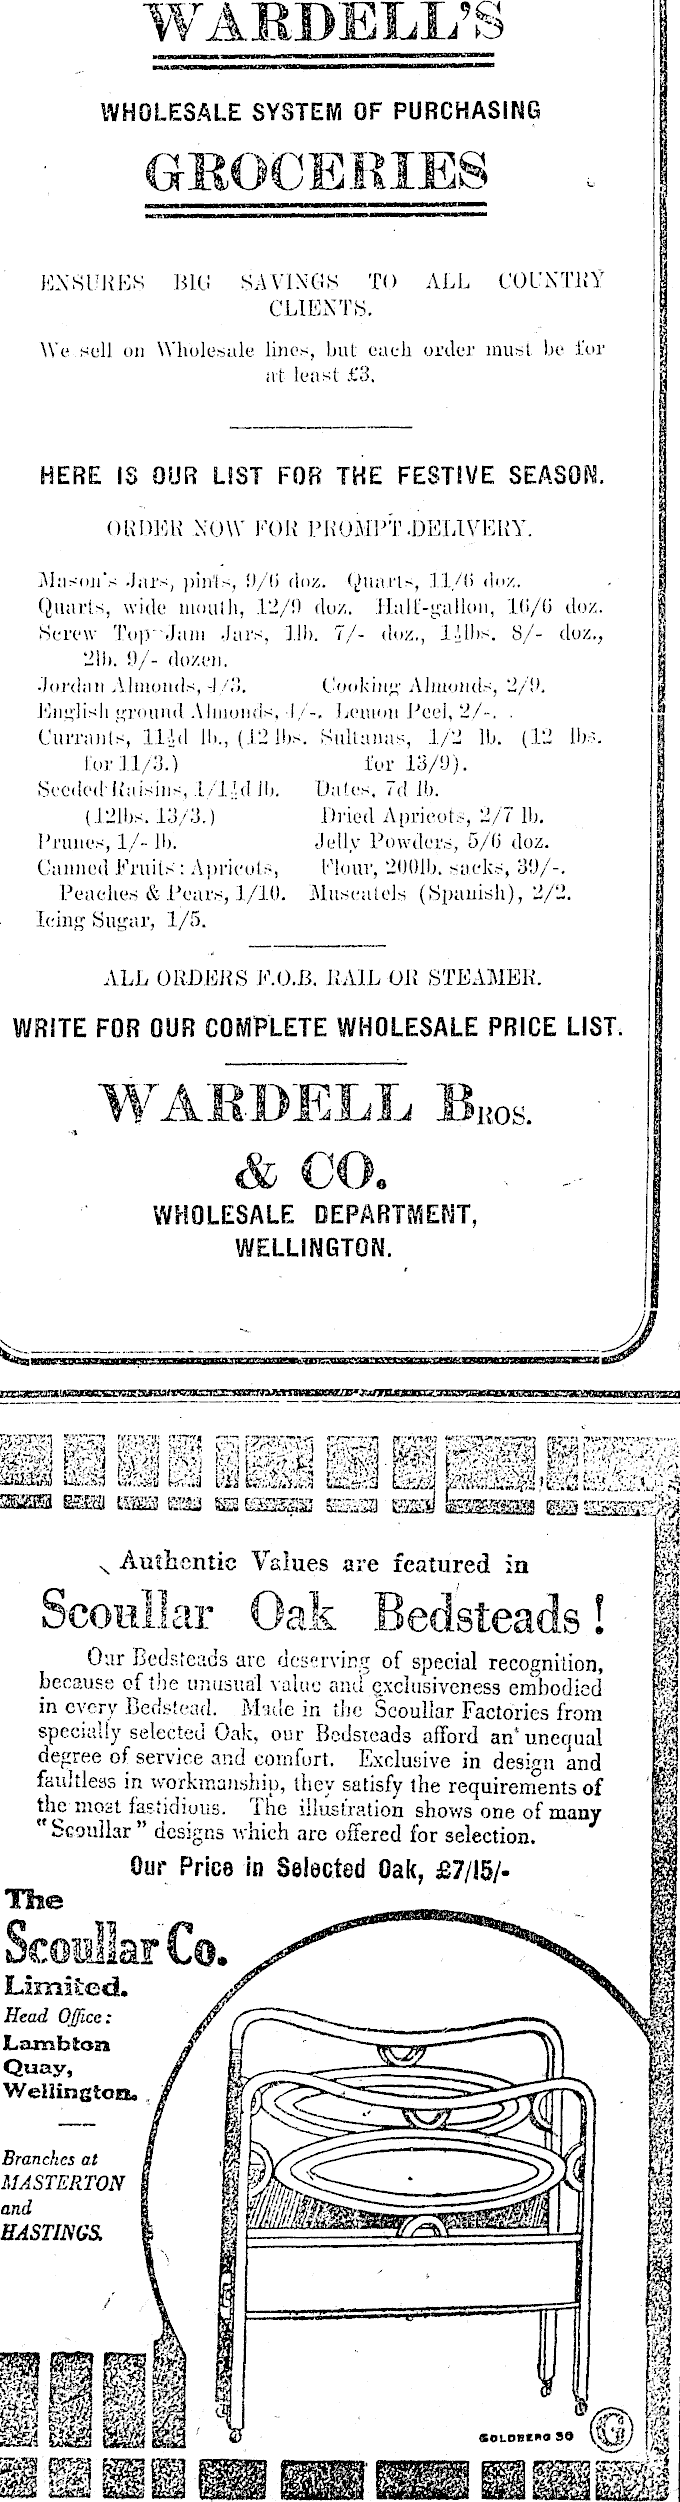 WARDELL'S
WHOLESALE SYSTEM OF PURCHASING
GROCERIES
ENSURES BIG SAVINGS TO ALL COUNTRY
CLIENTS.
We sell on Wholesale lines, but each order must be for
at least £3.
HERE IS OUR LIST FOR THE FESTIVE SEASON.
ORDER NOW FOR PROMPT DELIVERY.
Mason's Jars, pints, 9/6 doz. Quarts, 11/6 doz.
Quarts, wide mouth, 12/9 doz. Half-gallon, 16/6 doz.
Screw Top Jam Jars, 1lb. 7/- doz., 1½lbs. 8/- doz.,
2lb. 9/- dozen.
Jordan Almonds, 4/3. Cooking Almonds, 2/9.
English ground Almonds, 4/-. Lemon Peel, 2/-.
Currants, 11½d lb., (12 lbs. Sultanas, 1/2 lb. (12 lbs.
for 11/3.) for 13/9).
Seeded Raisins, 1/1½d lb. Dates, 7d lb.
(12lbs. 13/3.) Dried Apricots, 2/7 lb.
Prunes, 1/- lb. Jelly Powders, 5/6 doz.
Canned Fruits: Apricots, Flour, 200lb. sacks, 39/-.
Peaches & Pears, 1/10. Muscatels (Spanish), 2/2.
Icing Sugar, 1/5.
ALL ORDERS F.O.B. RAIL OR STEAMER.
WRITE FOR OUR COMPLETE WHOLESALE PRICE LIST.
WARDELL BROS.
& CO.
WHOLESALE DEPARTMENT,
WELLINGTON.
Authentic Values are featured in
Scoullar Oak Bedsteads!
Our Bedsteads are deserving of special recognition,
because of the unusual value and exclusiveness embodied
in every Bedstead. Made in the Scoullar Factories from
specially selected Oak, our Bedsteads afford an unequal
degree of service and comfort. Exclusive in design and
faultless in workmanship, they satisfy the requirements of
the most fastidious. The illustration shows one of many
"Scoullar" designs which are offered for selection.
Our Price in Selected Oak, £7/15/-
The
Scoullar Co.
Limited.
Head Office:
Lambton
Quay,
Wellington.
Branches at
MASTERTON
and
HASTINGS.
GOLDBERG 30
G